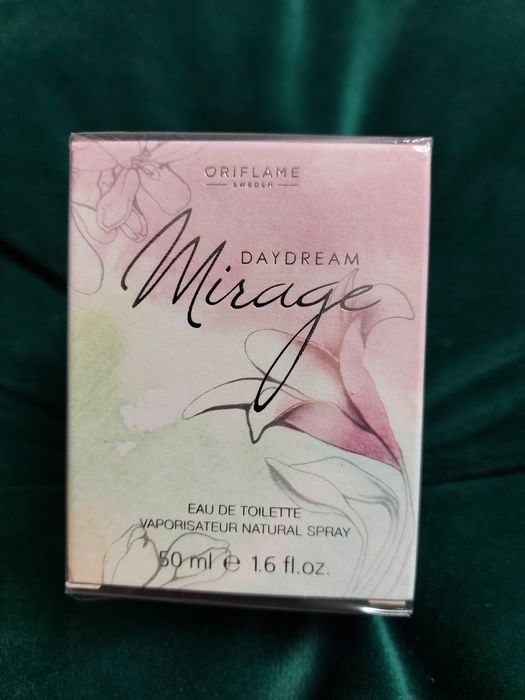 ORIFLAME
SWEDEN
DAYDREAM
Mirage
EAU DE TOILETTE
VAPORISATEUR NATURAL SPRAY
50 ml ℮ 1.6 fl.oz.